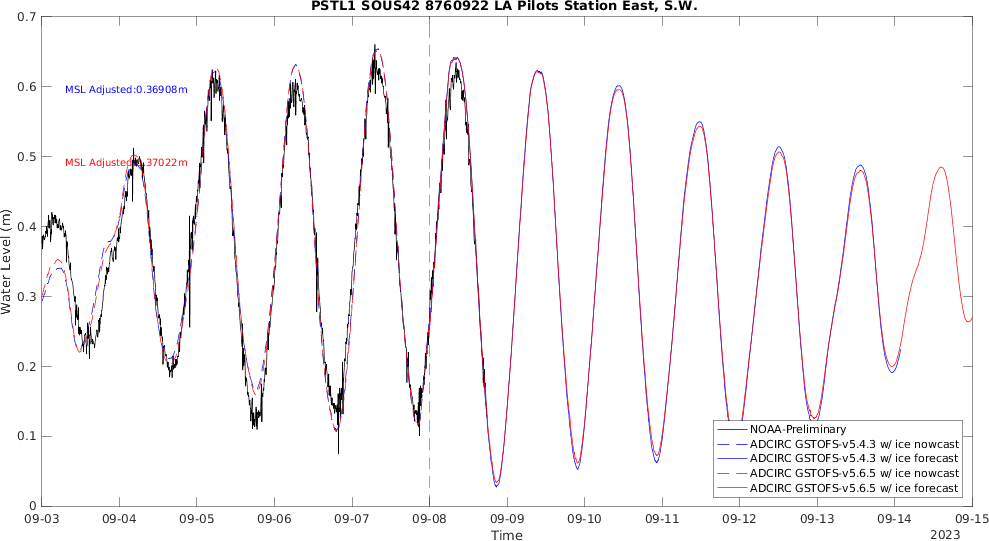 PSTL1 SOUS42 8760922 LA Pilots Station East, S.W.
0.7
0.6
0.5
0.4
0.3
0.2
0.1
0
Water Level (m)
MSL Adjusted:0.36908m
MSL Adjusted:0.37022m
NOAA-Preliminary
ADCIRC GSTOFS-v5.4.3 w/ ice nowcast
ADCIRC GSTOFS-v5.4.3 w/ ice forecast
ADCIRC GSTOFS-v5.6.5 w/ ice nowcast
ADCIRC GSTOFS-v5.6.5 w/ ice forecast
09-03 09-04 09-05 09-06 09-07 09-08 09-09 09-10 09-11 09-12 09-13 09-14 09-15
Time
2023